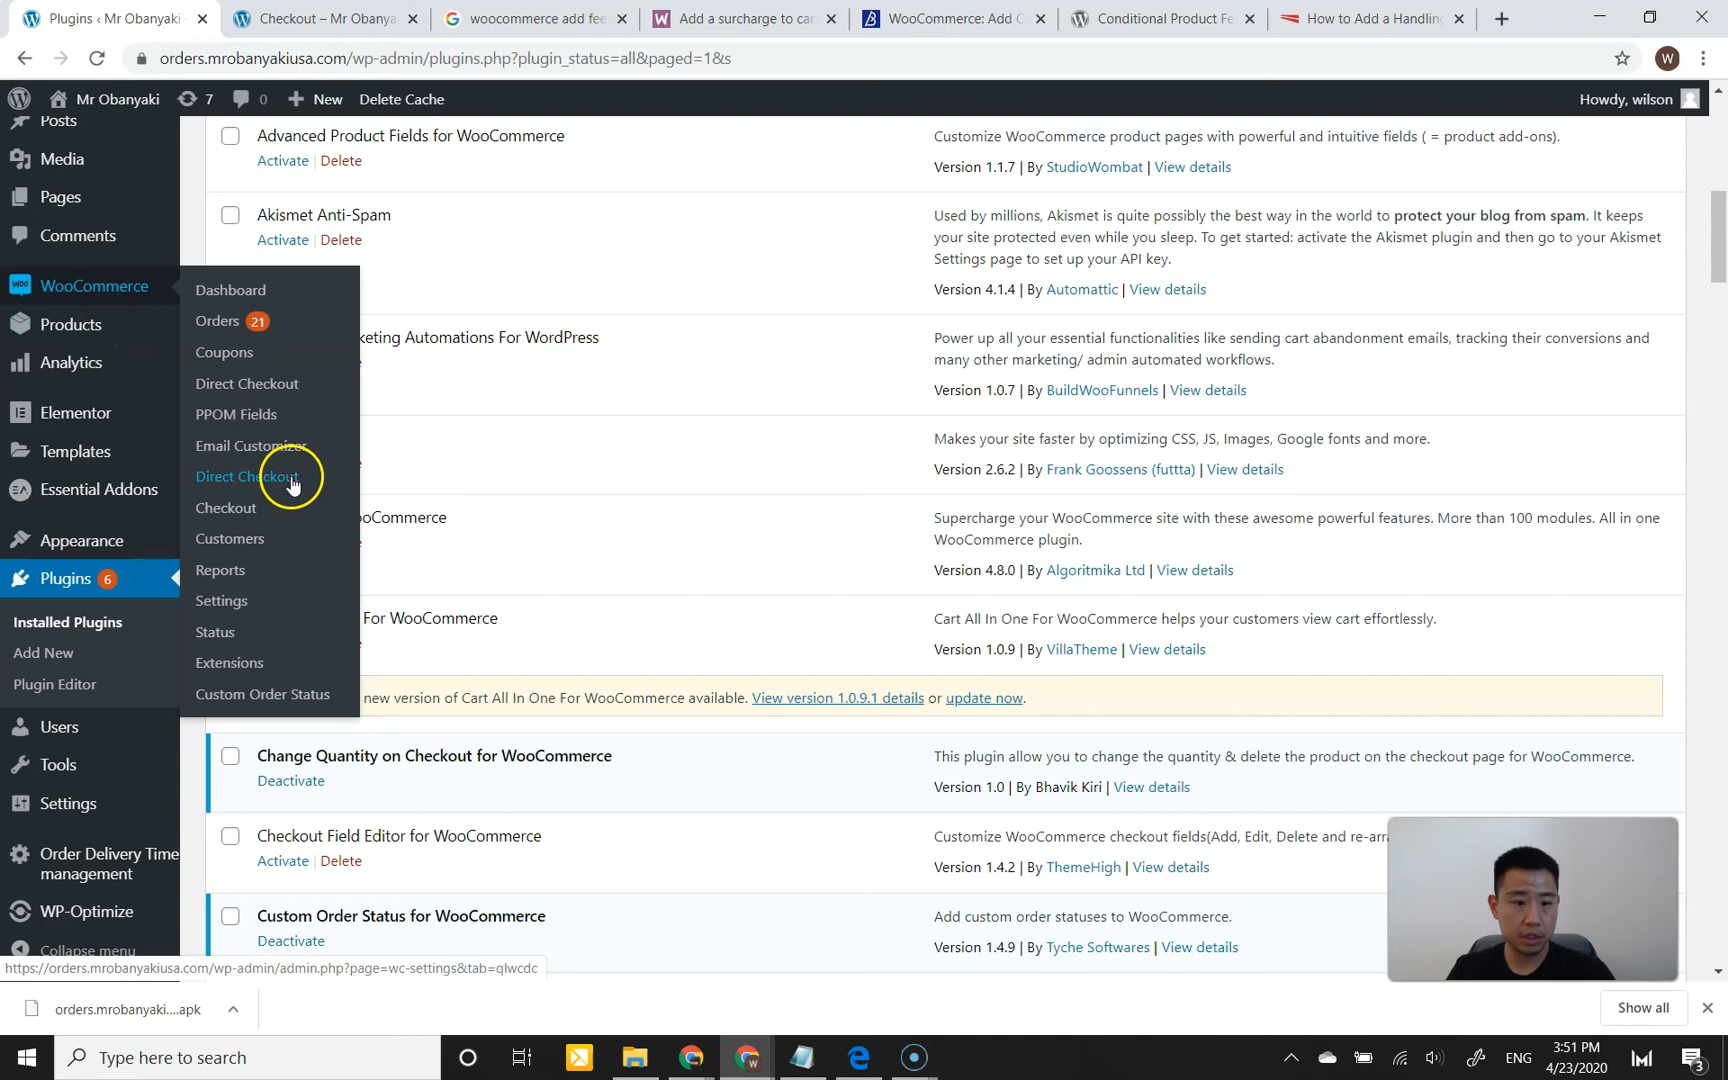 Plugins ‹ Mr Obanyaki
Checkout – Mr Obanya
woocommerce add fee
Add a surcharge to car
WooCommerce: Add C
Conditional Product Fe
How to Add a Handling
orders.mrobanyakiusa.com/wp-admin/plugins.php?plugin_status=all&paged=1&s
W
Mr Obanyaki
7
0
New
Delete Cache
Howdy, wilson
Posts
Media
Pages
Comments
WooCommerce
Products
Analytics
Elementor
Templates
Essential Addons
Appearance
Plugins 6
Installed Plugins
Add New
Plugin Editor
Users
Tools
Settings
Order Delivery Time
management
WP-Optimize
Collapse menu
Dashboard
Orders 21
Coupons
Direct Checkout
PPOM Fields
Email Customizer
Direct Checkout
Checkout
Customers
Reports
Settings
Status
Extensions
Custom Order Status
Advanced Product Fields for WooCommerce
Activate | Delete
Customize WooCommerce product pages with powerful and intuitive fields ( = product add-ons).
Version 1.1.7 | By StudioWombat | View details
Akismet Anti-Spam
Activate | Delete
Used by millions, Akismet is quite possibly the best way in the world to protect your blog from spam. It keeps
your site protected even while you sleep. To get started: activate the Akismet plugin and then go to your Akismet
Settings page to set up your API key.
Version 4.1.4 | By Automattic | View details
keting Automations For WordPress
Power up all your essential functionalities like sending cart abandonment emails, tracking their conversions and
many other marketing/ admin automated workflows.
Version 1.0.7 | By BuildWooFunnels | View details
Makes your site faster by optimizing CSS, JS, Images, Google fonts and more.
Version 2.6.2 | By Frank Goossens (futtta) | View details
oCommerce
Supercharge your WooCommerce site with these awesome powerful features. More than 100 modules. All in one
WooCommerce plugin.
Version 4.8.0 | By Algoritmika Ltd | View details
For WooCommerce
Cart All In One For WooCommerce helps your customers view cart effortlessly.
Version 1.0.9 | By VillaTheme | View details
new version of Cart All In One For WooCommerce available. View version 1.0.9.1 details or update now.
Change Quantity on Checkout for WooCommerce
Deactivate
This plugin allow you to change the quantity & delete the product on the checkout page for WooCommerce.
Version 1.0 | By Bhavik Kiri | View details
Checkout Field Editor for WooCommerce
Activate | Delete
Customize WooCommerce checkout fields(Add, Edit, Delete and re-arra
Version 1.4.2 | By ThemeHigh | View details
Custom Order Status for WooCommerce
Deactivate
Add custom order statuses to WooCommerce.
Version 1.4.9 | By Tyche Softwares | View details
https://orders.mrobanyakiusa.com/wp-admin/admin.php?page=wc-settings&tab=qlwcdc
orders.mrobanyaki....apk
Show all
Type here to search
ENG
3:51 PM
4/23/2020
3